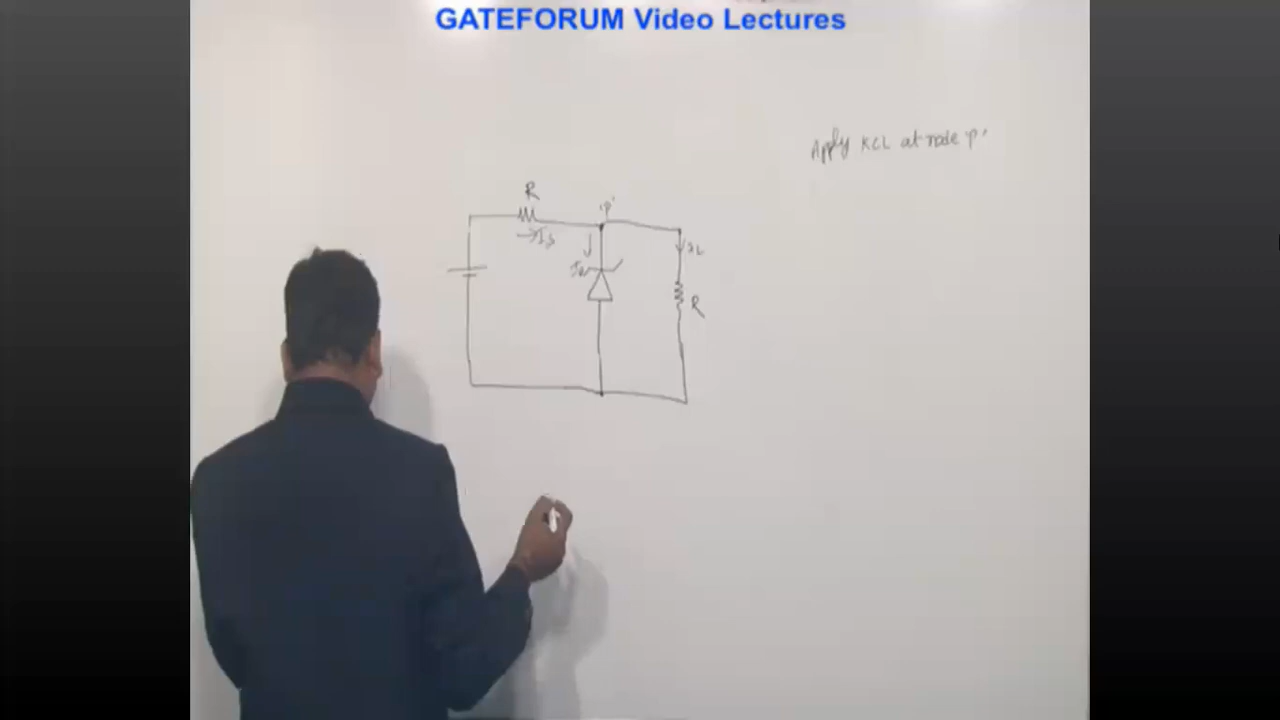 GATEFORUM Video Lectures
Apply KCL at node 'p'
R
'p'
Is
IL
R